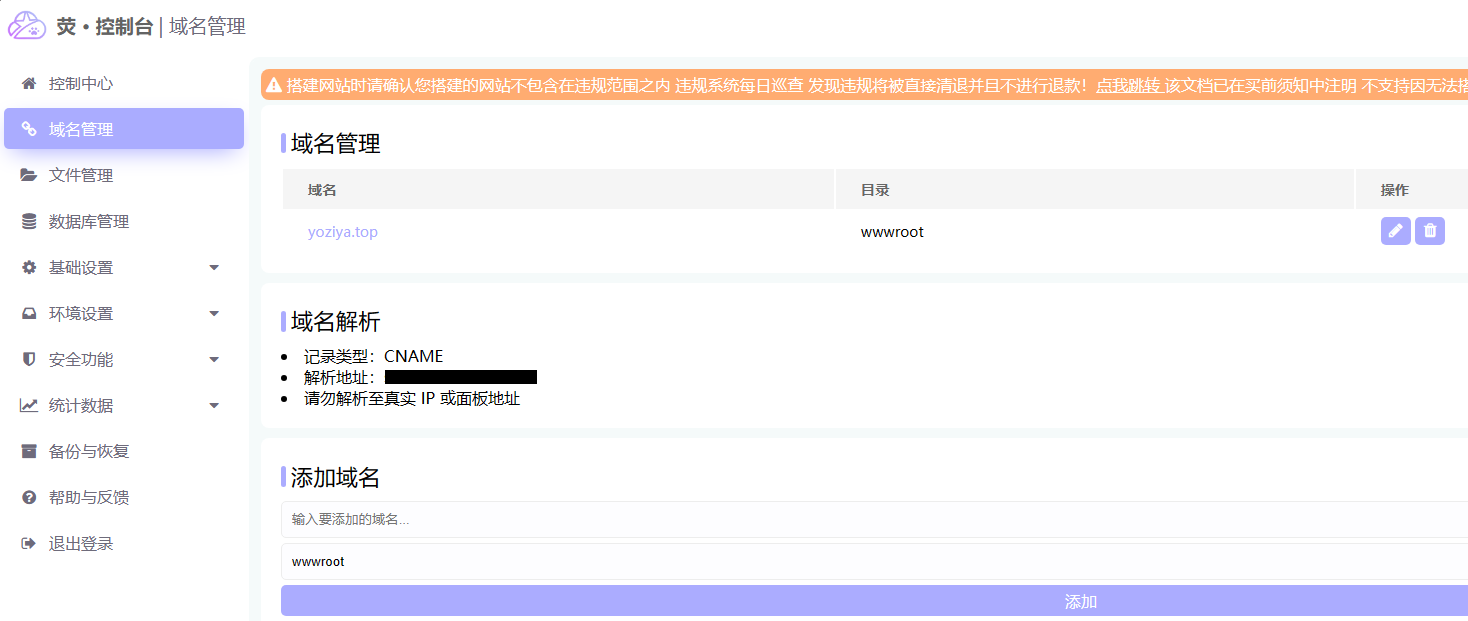 荧•控制台 | 域名管理
控制中心
域名管理
文件管理
数据库管理
基础设置
环境设置
安全功能
统计数据
备份与恢复
帮助与反馈
退出登录
搭建网站时请确认您搭建的网站不包含在违规范围之内 违规系统每日巡查 发现违规将被直接清退并且不进行退款！点我跳转 该文档已在买前须知中注明 不支持因无法搭
域名管理
域名 目录 操作
yoziya.top wwwroot
域名解析
记录类型：CNAME
解析地址：
请勿解析至真实 IP 或面板地址
添加域名
输入要添加的域名...
wwwroot
添加